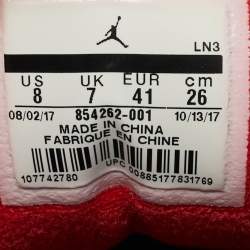 LN3
US UK EUR cm
8 7 41 26
08/02/17 854262-001 10/13/17
MADE IN CHINA
FABRIQUE EN CHINE
UPC 00885177831769
107742780